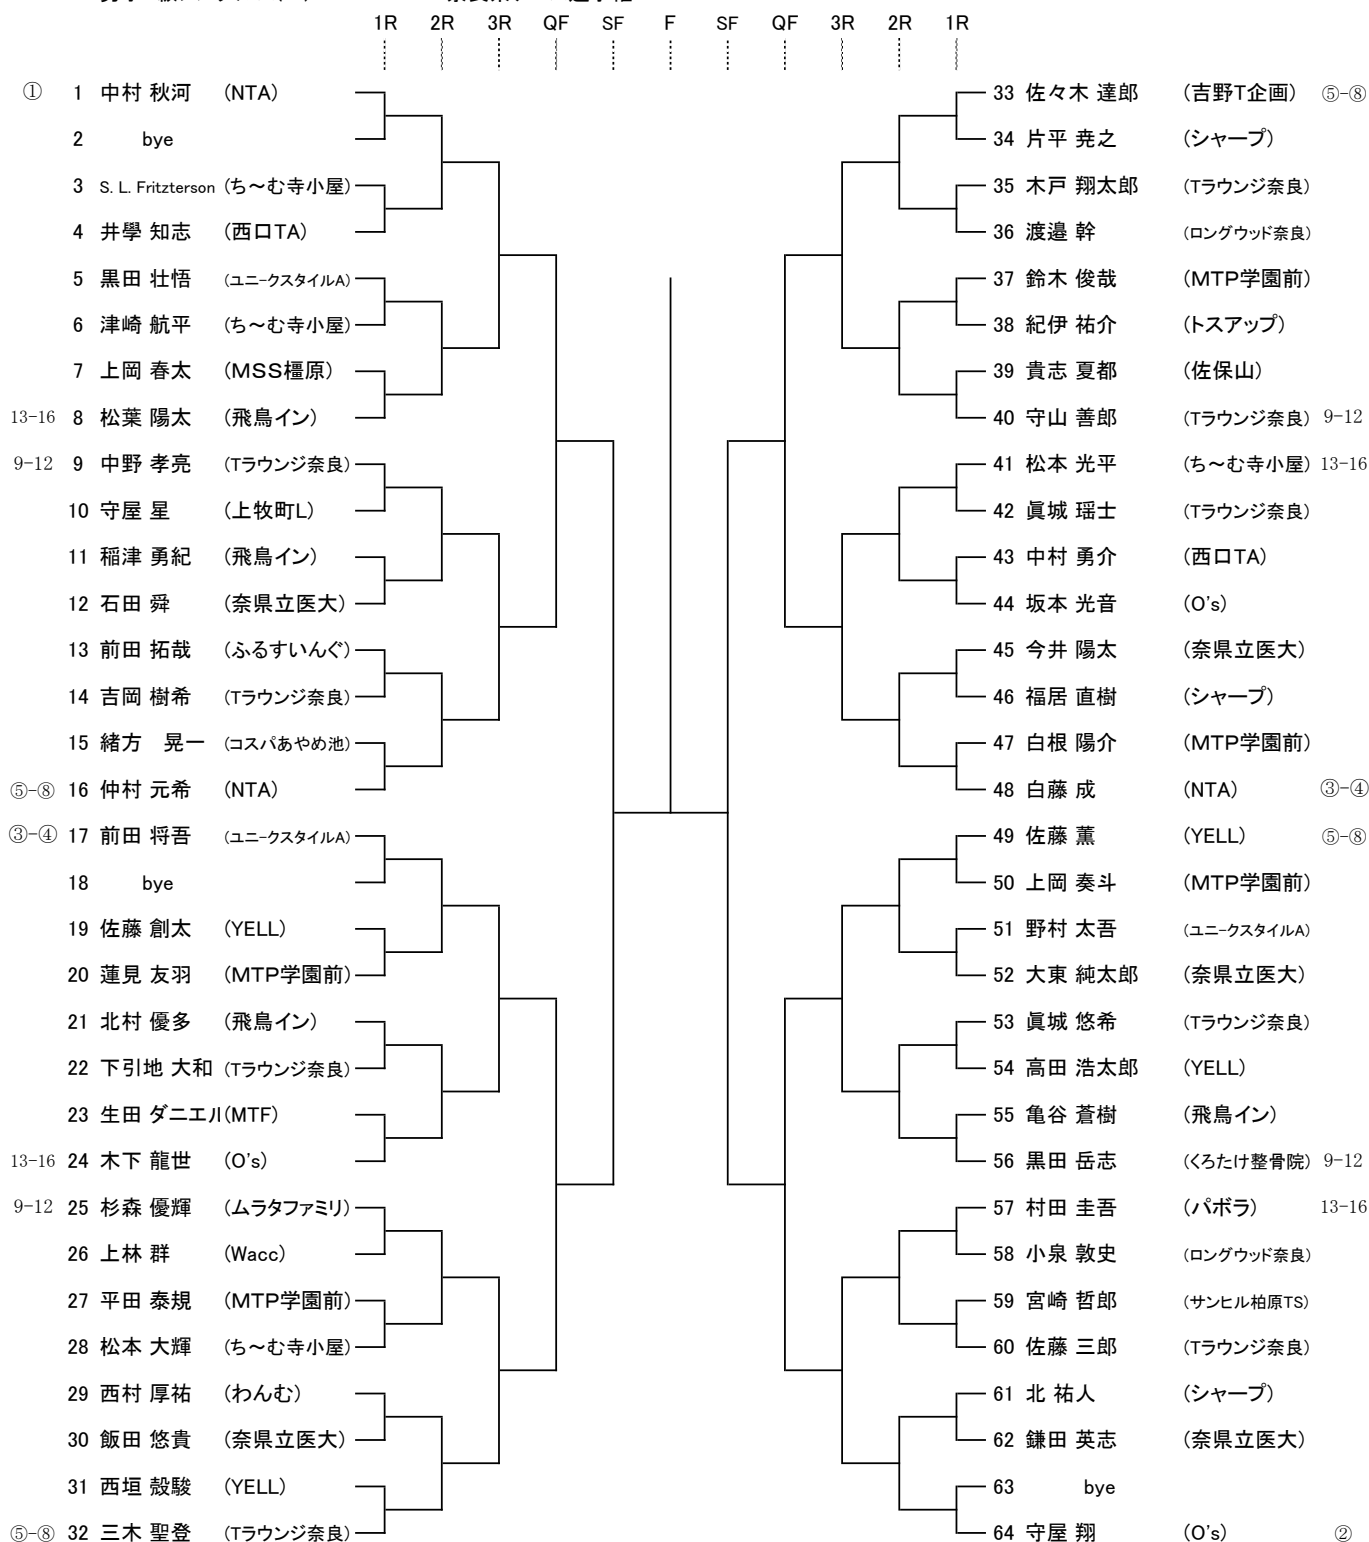 1R 2R 3R QF SF F SF QF 3R 2R 1R
① 1 中村 秋河 (NTA)
2 bye
3 S. L. Fritzterson (ち～む寺小屋)
4 井學 知志 (西口TA)
5 黒田 壮悟 (ユニークスタイルA)
6 津崎 航平 (ち～む寺小屋)
7 上岡 春太 (MSS橿原)
13-16 8 松葉 陽太 (飛鳥イン)
9-12 9 中野 孝亮 (Tラウンジ奈良)
10 守屋 星 (上牧町L)
11 稲津 勇紀 (飛鳥イン)
12 石田 舜 (奈県立医大)
13 前田 拓哉 (ふるすいんぐ)
14 吉岡 樹希 (Tラウンジ奈良)
15 緒方 晃一 (コスパあやめ池)
⑤-⑧ 16 仲村 元希 (NTA)
③-④ 17 前田 将吾 (ユニークスタイルA)
18 bye
19 佐藤 創太 (YELL)
20 蓮見 友羽 (MTP学園前)
21 北村 優多 (飛鳥イン)
22 下引地 大和 (Tラウンジ奈良)
23 生田 ダニエル(MTF)
13-16 24 木下 龍世 (O's)
9-12 25 杉森 優輝 (ムラタファミリ)
26 上林 群 (Wacc)
27 平田 泰規 (MTP学園前)
28 松本 大輝 (ち～む寺小屋)
29 西村 厚祐 (わんむ)
30 飯田 悠貴 (奈県立医大)
31 西垣 殻駿 (YELL)
⑤-⑧ 32 三木 聖登 (Tラウンジ奈良)
33 佐々木 達郎 (吉野T企画) ⑤-⑧
34 片平 尭之 (シャープ)
35 木戸 翔太郎 (Tラウンジ奈良)
36 渡邉 幹 (ロングウッド奈良)
37 鈴木 俊哉 (MTP学園前)
38 紀伊 祐介 (トスアップ)
39 貴志 夏都 (佐保山)
40 守山 善郎 (Tラウンジ奈良) 9-12
41 松本 光平 (ち～む寺小屋) 13-16
42 眞城 瑶士 (Tラウンジ奈良)
43 中村 勇介 (西口TA)
44 坂本 光音 (O's)
45 今井 陽太 (奈県立医大)
46 福居 直樹 (シャープ)
47 白根 陽介 (MTP学園前)
48 白藤 成 (NTA) ③-④
49 佐藤 薫 (YELL) ⑤-⑧
50 上岡 奏斗 (MTP学園前)
51 野村 太吾 (ユニークスタイルA)
52 大東 純太郎 (奈県立医大)
53 眞城 悠希 (Tラウンジ奈良)
54 高田 浩太郎 (YELL)
55 亀谷 蒼樹 (飛鳥イン)
56 黒田 岳志 (くろたけ整骨院) 9-12
57 村田 圭吾 (パボラ) 13-16
58 小泉 敦史 (ロングウッド奈良)
59 宮崎 哲郎 (サンヒル柏原TS)
60 佐藤 三郎 (Tラウンジ奈良)
61 北 祐人 (シャープ)
62 鎌田 英志 (奈県立医大)
63 bye
64 守屋 翔 (O's) ②